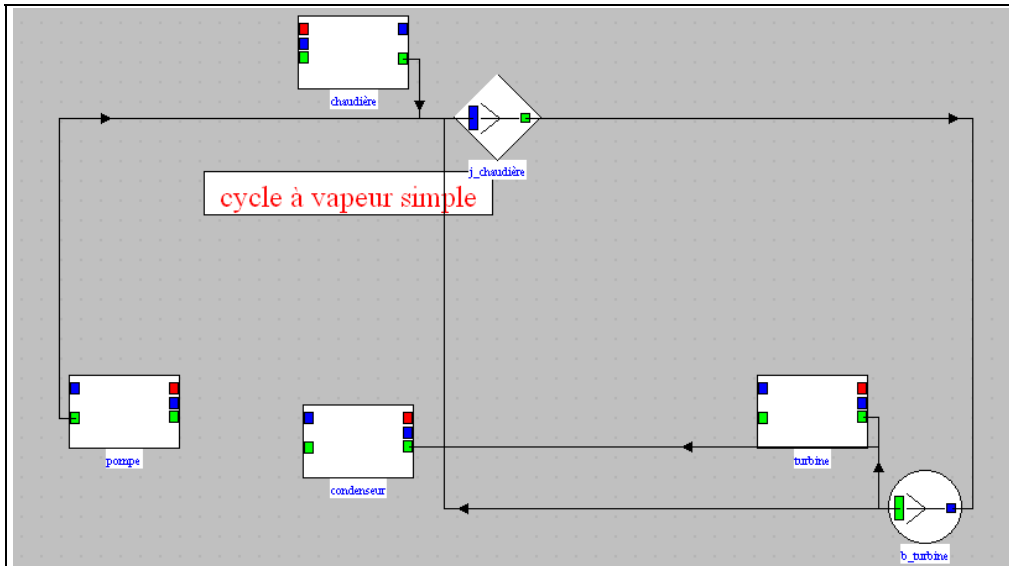 chaudière
j_chaudière
cycle à vapeur simple
pompe
condenseur
turbine
b_turbine